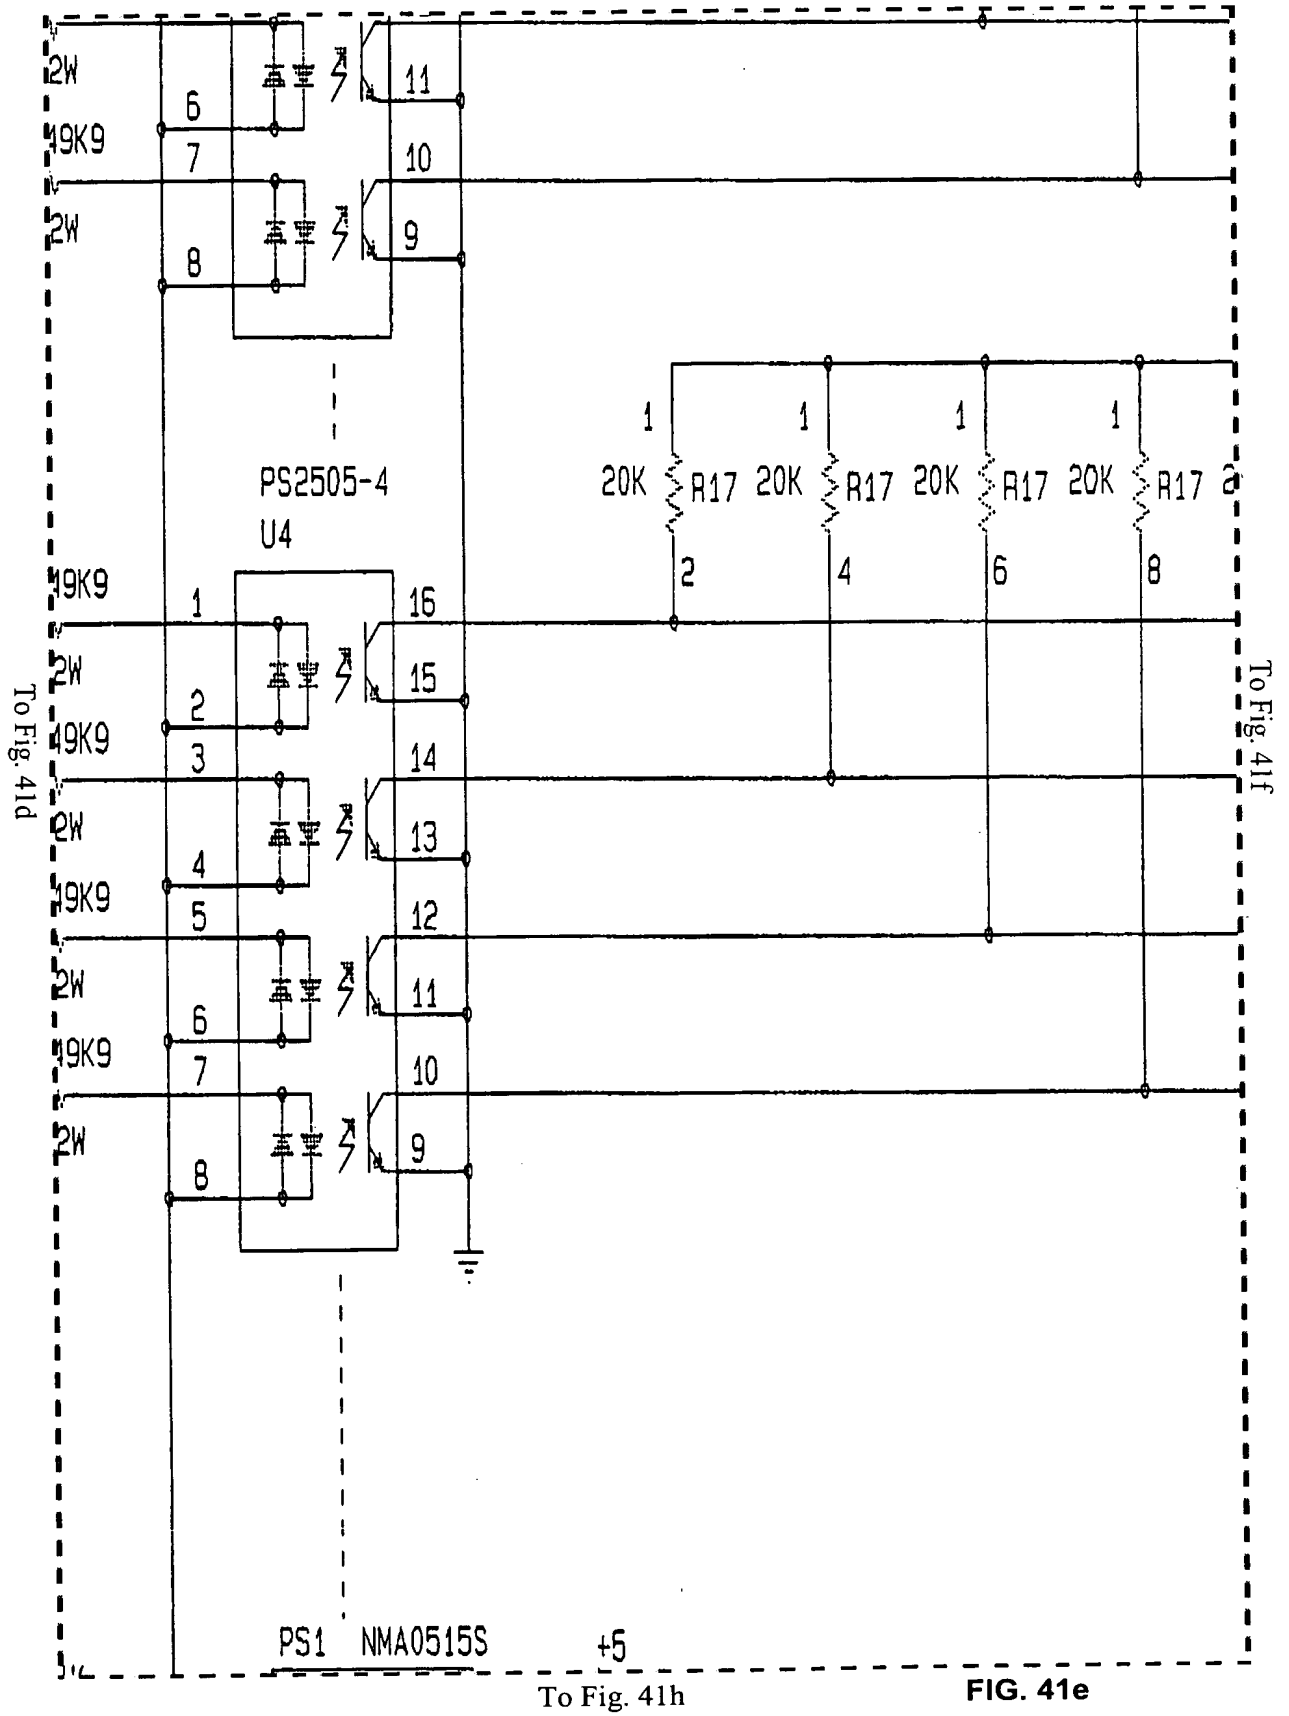 2W
11
6
49K9
7
10
2W
9
8
1 1 1 1
20K R17 20K R17 20K R17 20K R17 2
PS2505-4
U4
2 4 6 8
49K9
1
16
2W
15
2
49K9
3
14
2W
13
4
49K9
5
12
2W
11
6
49K9
7
10
2W
9
8
To Fig. 41d
To Fig. 41f
PS1 NMA0515S +5
To Fig. 41h
FIG. 41e